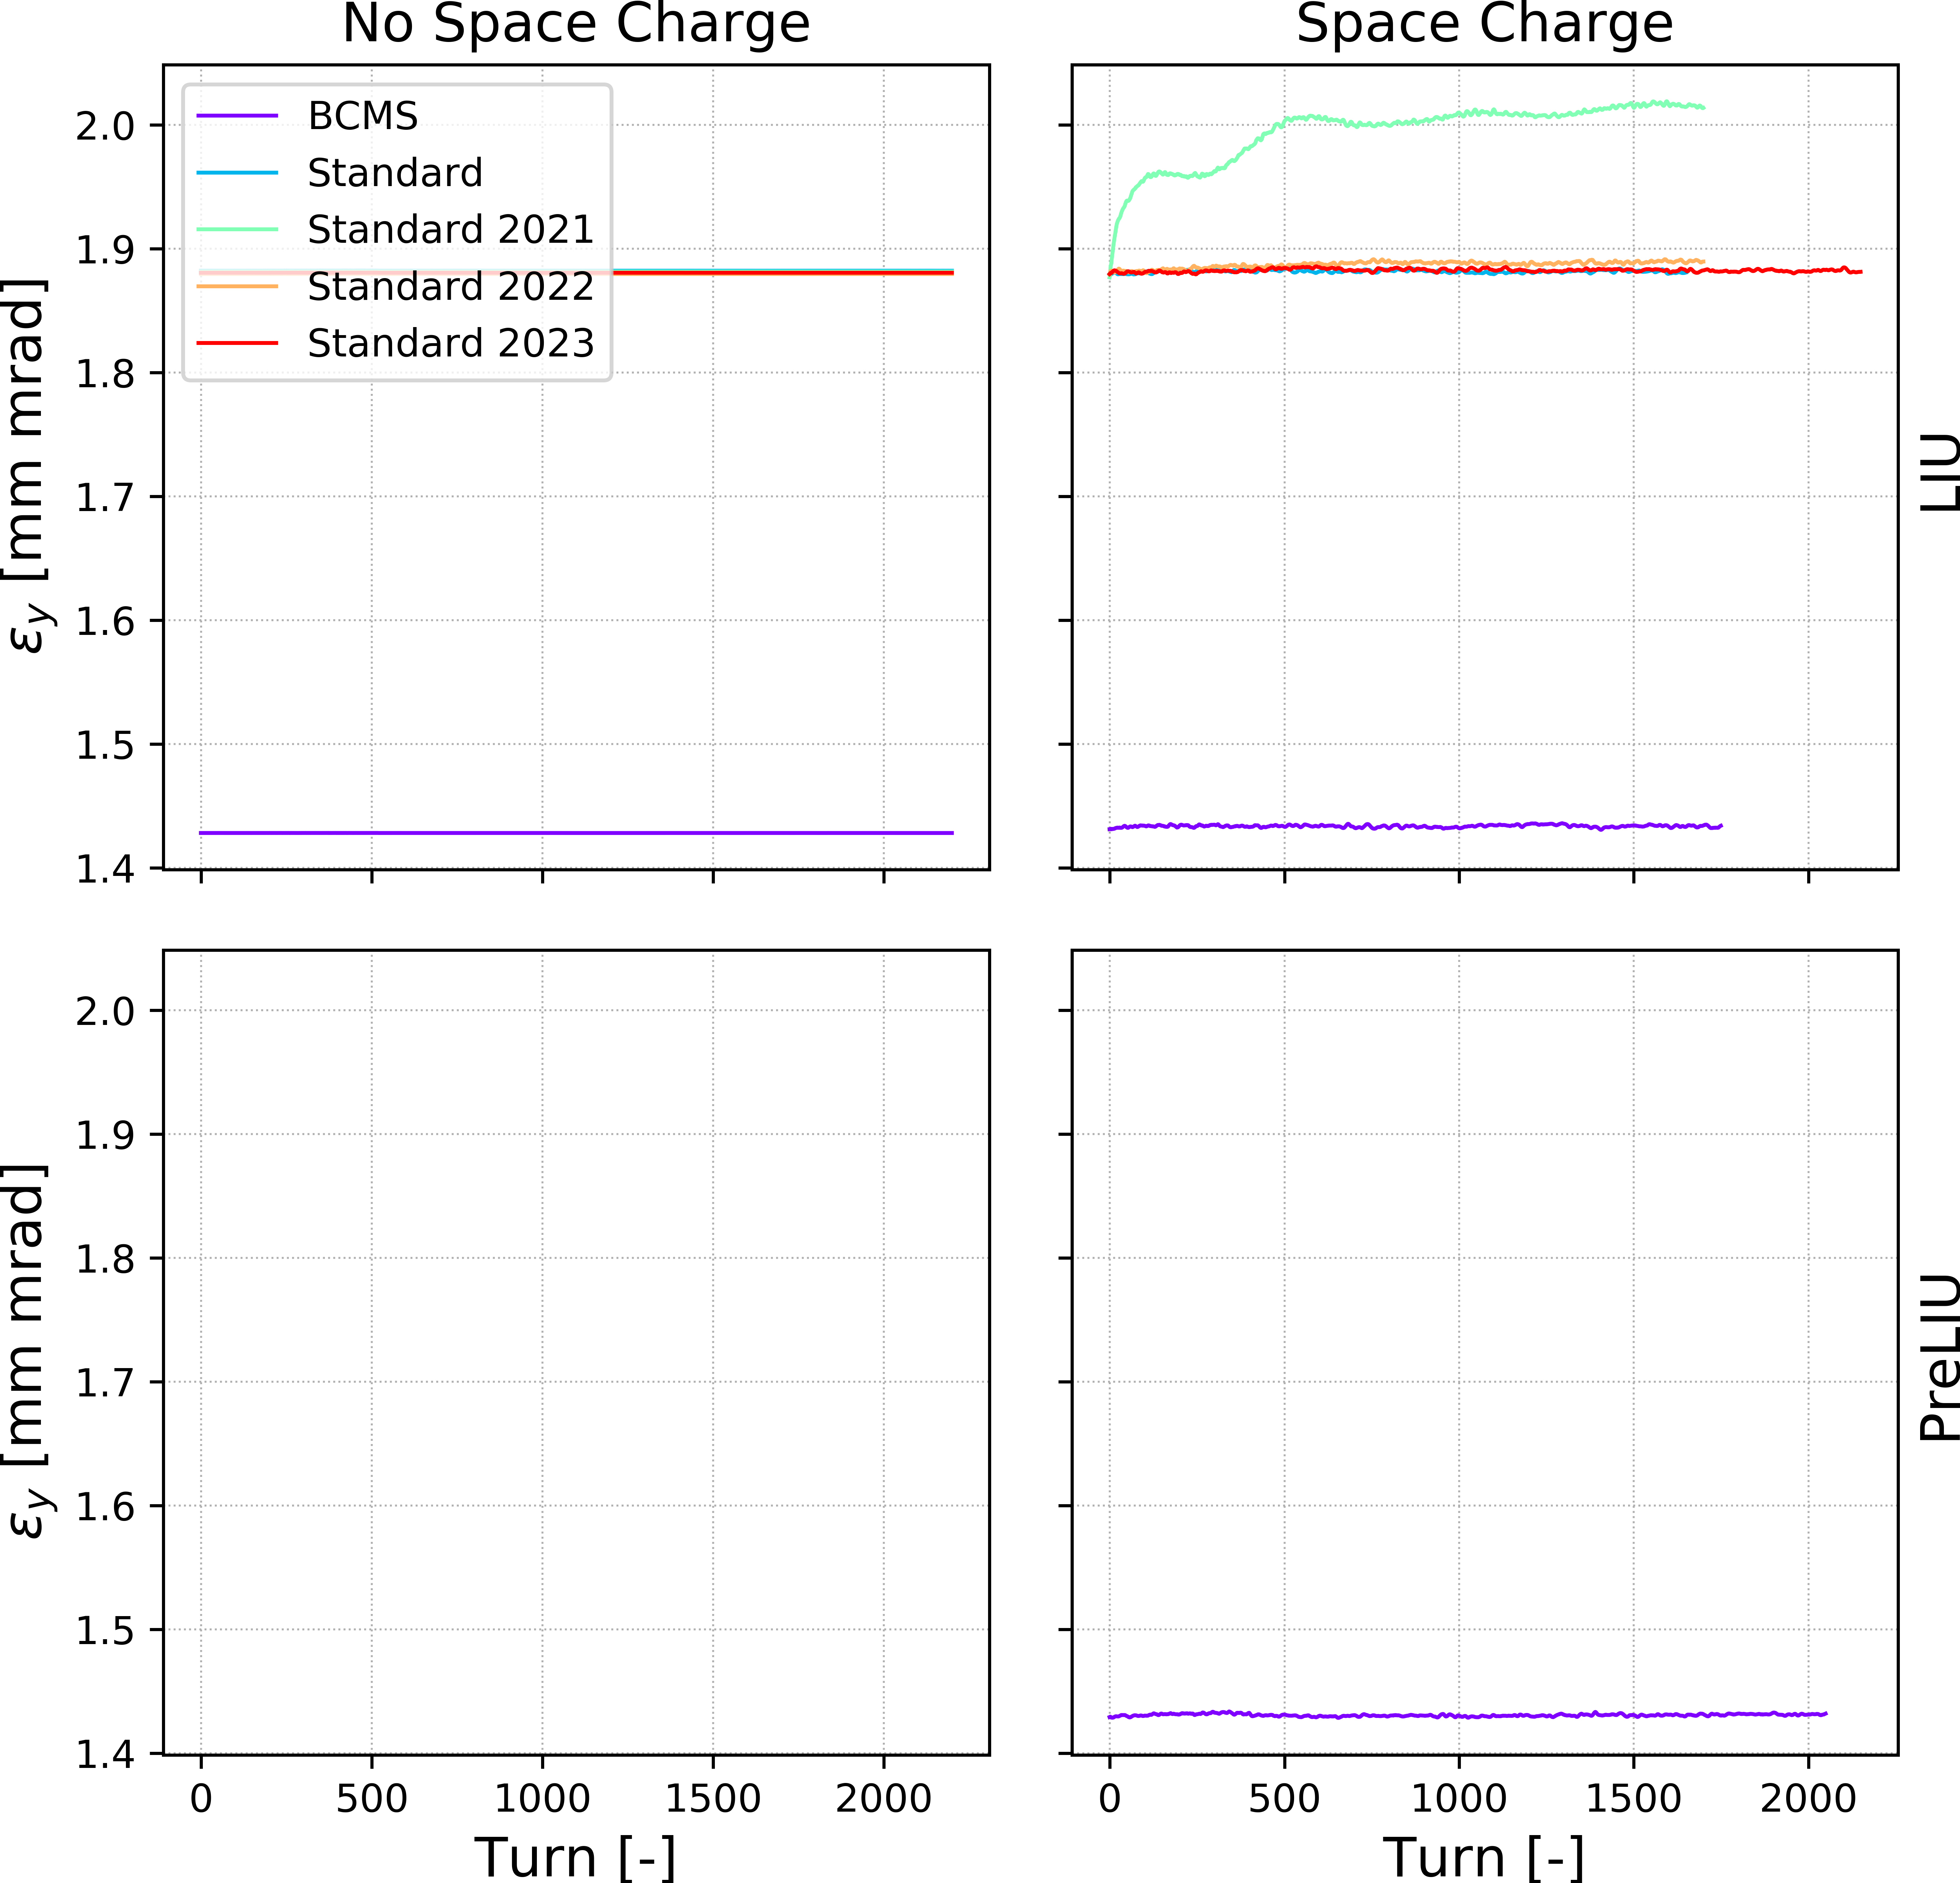 No Space Charge
Space Charge
BCMS
Standard
Standard 2021
Standard 2022
Standard 2023
2.0
1.9
1.8
1.7
1.6
1.5
1.4
εy [mm mrad]
LIU
2.0
1.9
1.8
1.7
1.6
1.5
1.4
εy [mm mrad]
PreLIU
0 500 1000 1500 2000
0 500 1000 1500 2000
Turn [-]
Turn [-]